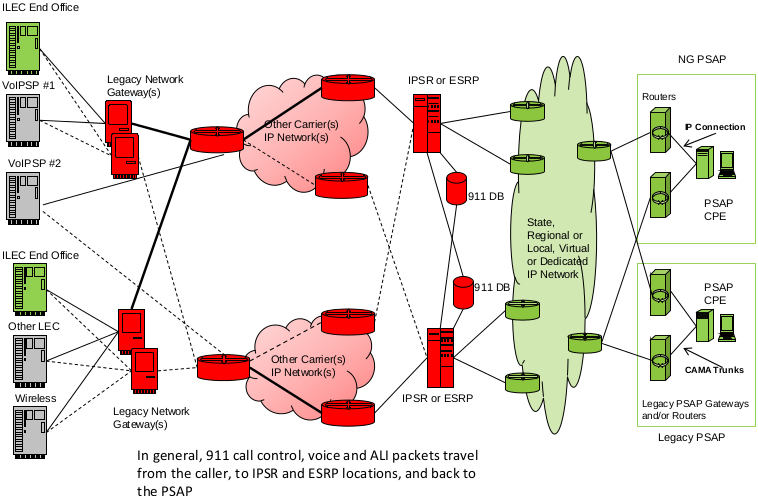 ILEC End Office
VoIPSP #1
VoIPSP #2
ILEC End Office
Other LEC
Wireless
Legacy Network
Gateway(s)
Legacy Network
Gateway(s)
Other Carrier(s)
IP Network(s)
Other Carrier(s)
IP Network(s)
IPSR or ESRP
911 DB
911 DB
IPSR or ESRP
State,
Regional or
Local, Virtual
or Dedicated
IP Network
NG PSAP
Routers
IP Connection
PSAP
CPE
PSAP
CPE
CAMA Trunks
Legacy PSAP Gateways
and/or Routers
Legacy PSAP
In general, 911 call control, voice and ALI packets travel
from the caller, to IPSR and ESRP locations, and back to
the PSAP